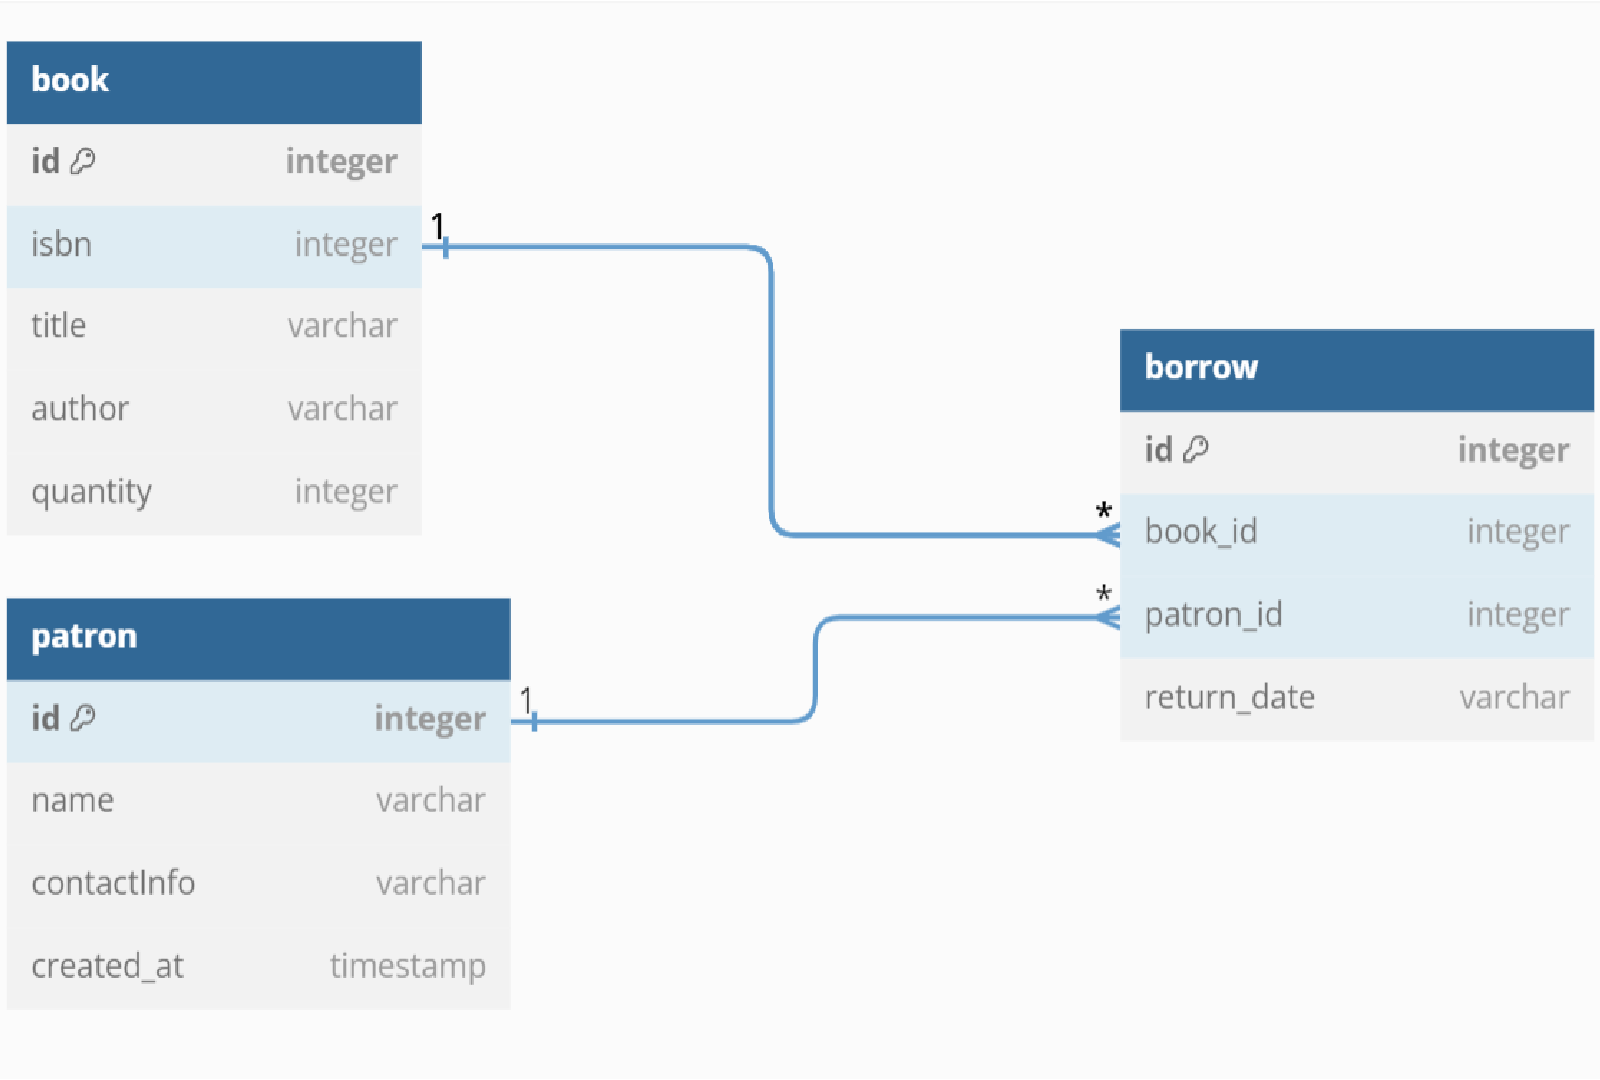 book
id integer
isbn integer
title varchar
author varchar
quantity integer
1
patron
id integer
name varchar
contactInfo varchar
created_at timestamp
1
borrow
id integer
* book_id integer
* patron_id integer
return_date varchar